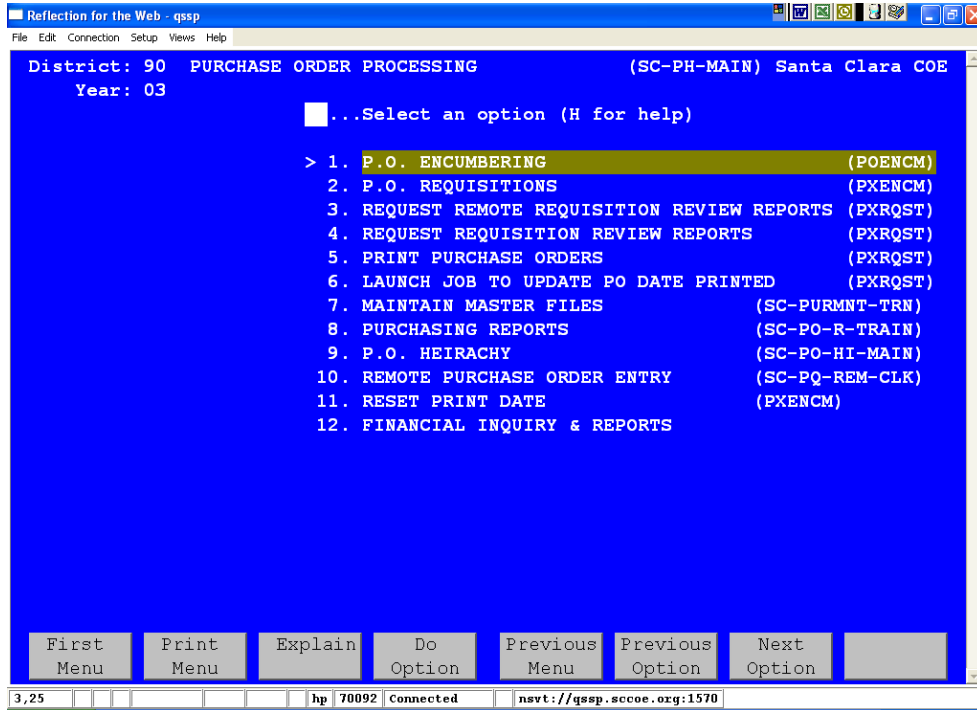 Reflection for the Web - qssp
File Edit Connection Setup Views Help
District: 90 PURCHASE ORDER PROCESSING (SC-PH-MAIN) Santa Clara COE
Year: 03
...Select an option (H for help)
> 1. P.O. ENCUMBERING (POENCM)
2. P.O. REQUISITIONS (PXENCM)
3. REQUEST REMOTE REQUISITION REVIEW REPORTS (PXRQST)
4. REQUEST REQUISITION REVIEW REPORTS (PXRQST)
5. PRINT PURCHASE ORDERS (PXRQST)
6. LAUNCH JOB TO UPDATE PO DATE PRINTED (PXRQST)
7. MAINTAIN MASTER FILES (SC-PURMNT-TRN)
8. PURCHASING REPORTS (SC-PO-R-TRAIN)
9. P.O. HEIRACHY (SC-PO-HI-MAIN)
10. REMOTE PURCHASE ORDER ENTRY (SC-PQ-REM-CLK)
11. RESET PRINT DATE (PXENCM)
12. FINANCIAL INQUIRY & REPORTS
First Print Explain Do Previous Previous Next
Menu Menu Option Menu Option Option
3,25 hp 70092 Connected nsvt://qssp.sccoe.org:1570